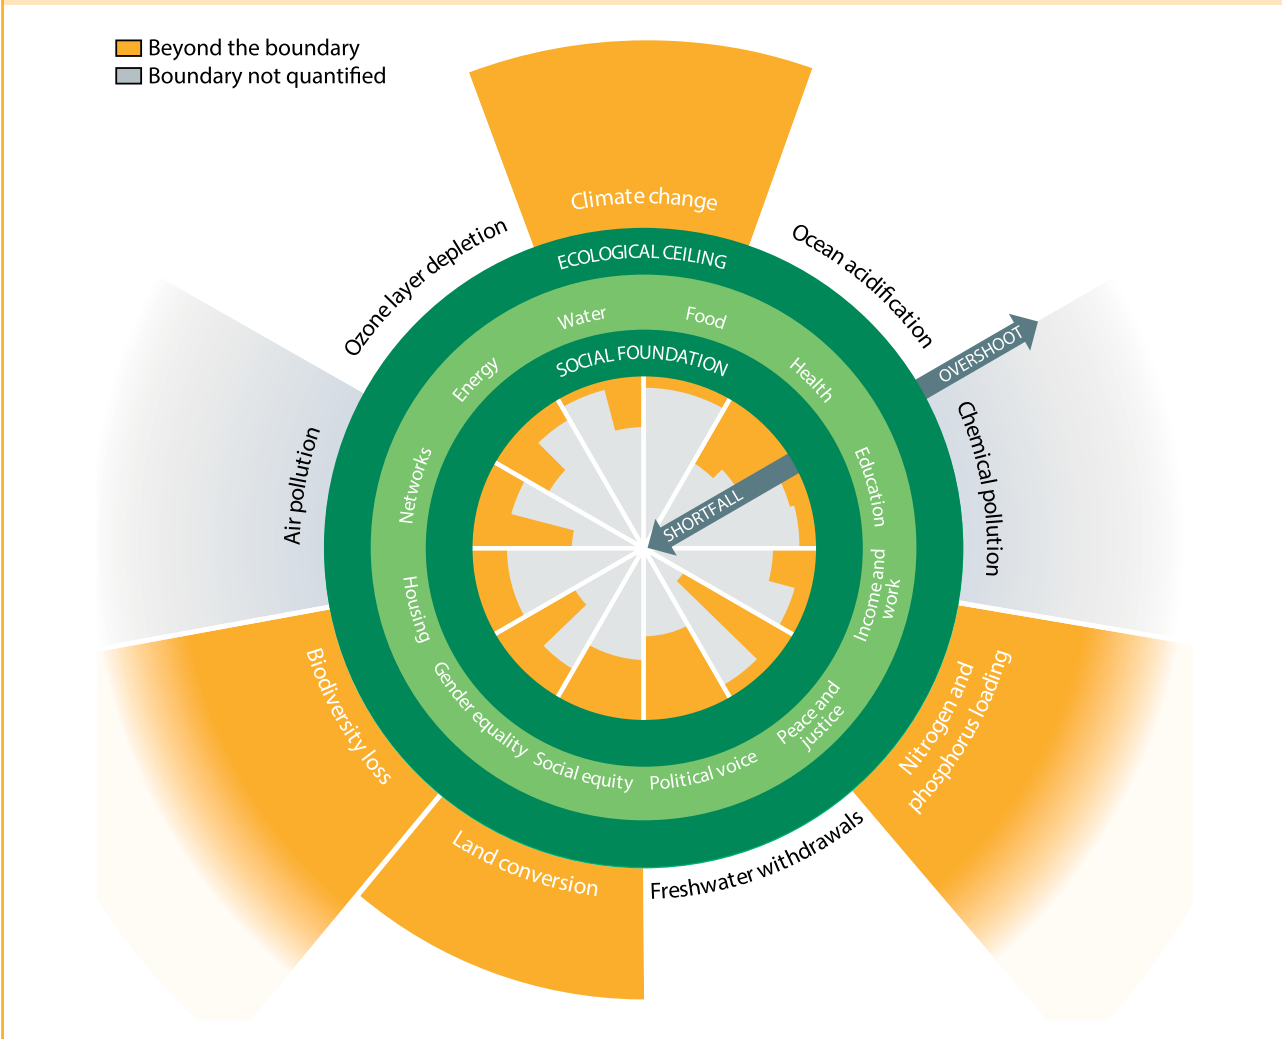 Beyond the boundary
Boundary not quantified
Climate change
Ozone layer depletion
Ocean acidification
ECOLOGICAL CEILING
OVERSHOOT
Water
Food
Energy
SOCIAL FOUNDATION
Health
Air pollution
Networks
Education
Chemical pollution
SHORTFALL
Housing
Income and
work
Biodiversity loss
Gender equality
Social equity
Political voice
Peace and
justice
Nitrogen and
phosphorus loading
Land conversion
Freshwater withdrawals